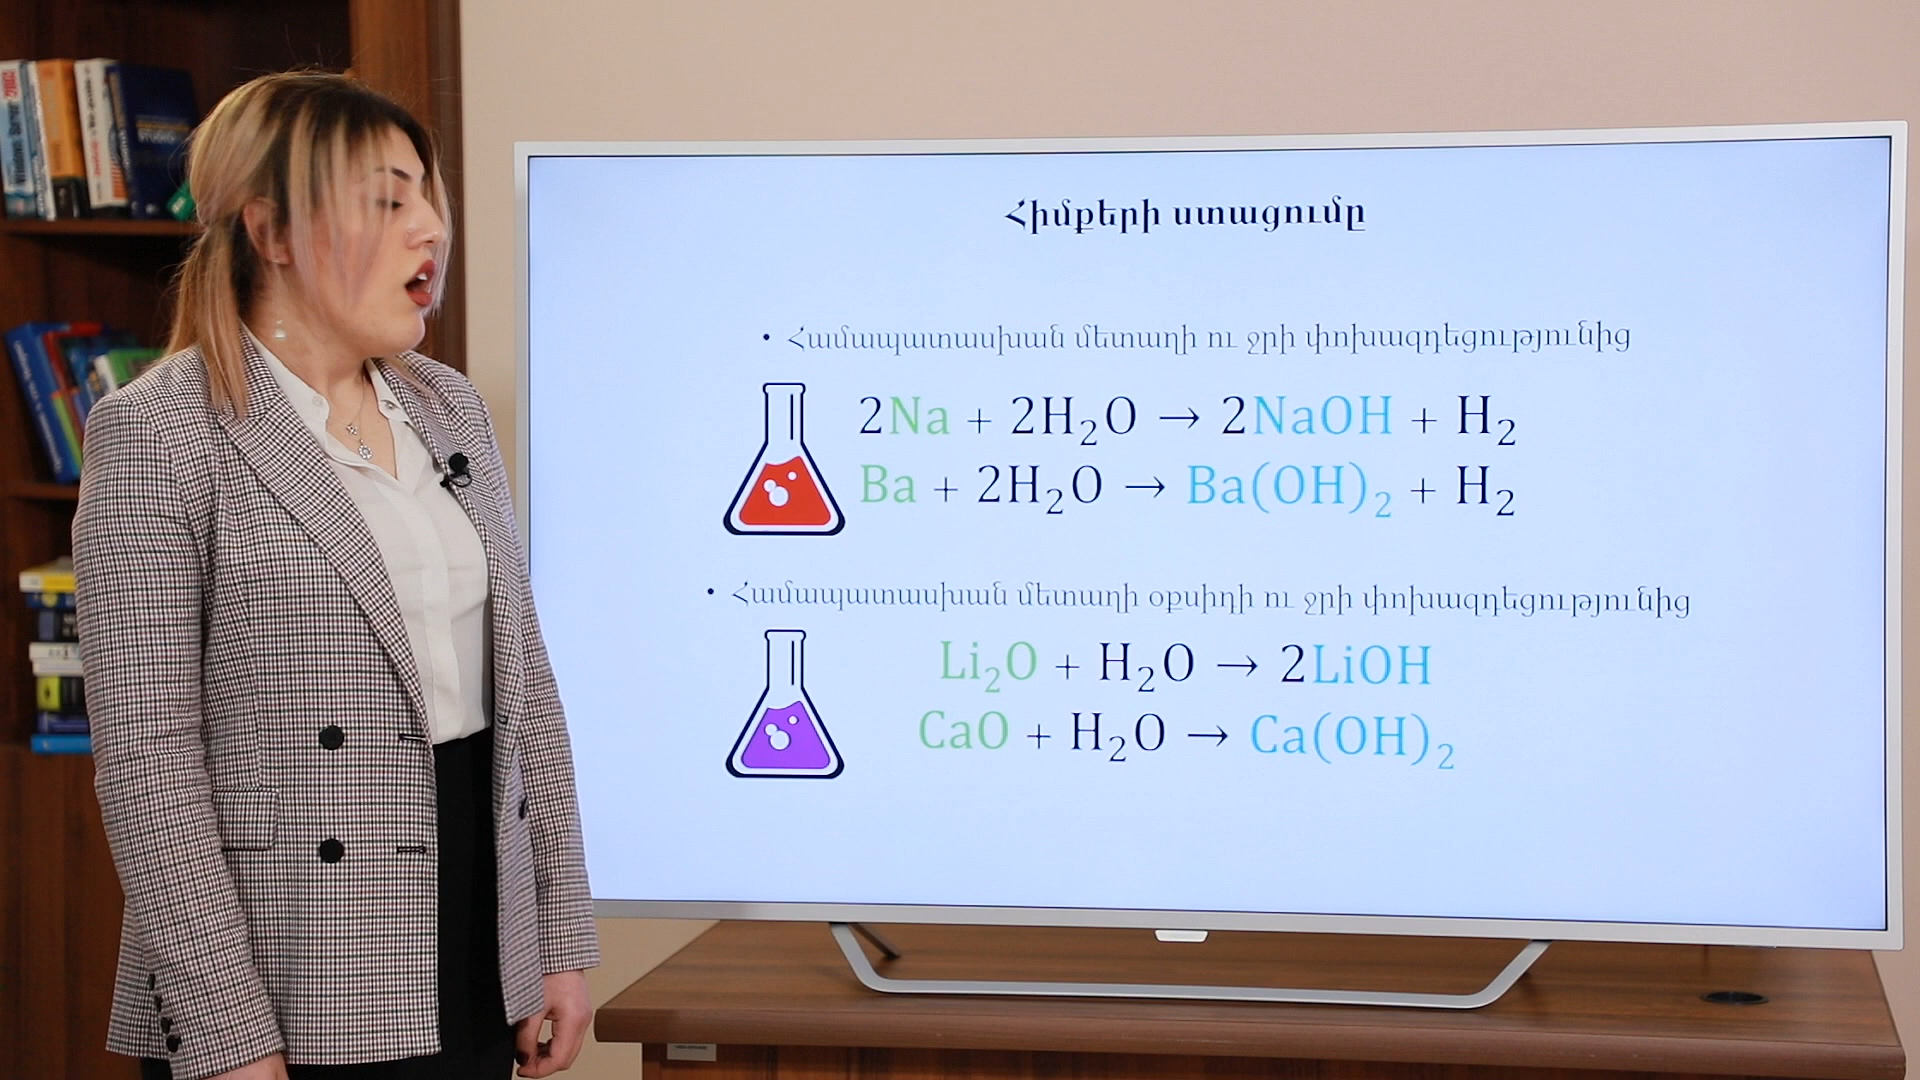 Հիմքերի ստացումը
• Համապատասխան մետաղի ու ջրի փոխազդեցությունից
2Na + 2H₂O → 2NaOH + H₂
Ba + 2H₂O → Ba(OH)₂ + H₂
• Համապատասխան մետաղի օքսիդի ու ջրի փոխազդեցությունից
Li₂O + H₂O → 2LiOH
CaO + H₂O → Ca(OH)₂